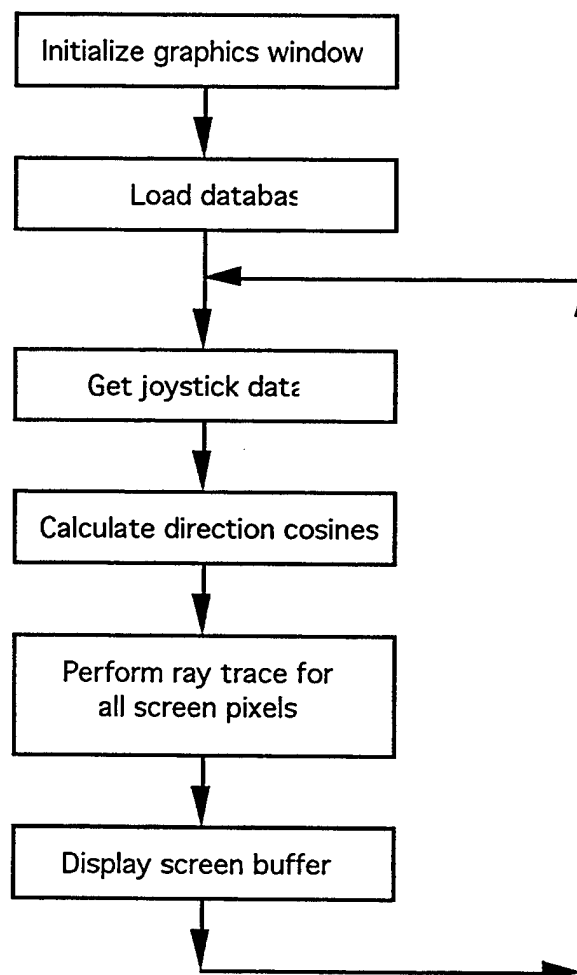 Initialize graphics window
Load databas
Get joystick data
Calculate direction cosines
Perform ray trace for
all screen pixels
Display screen buffer